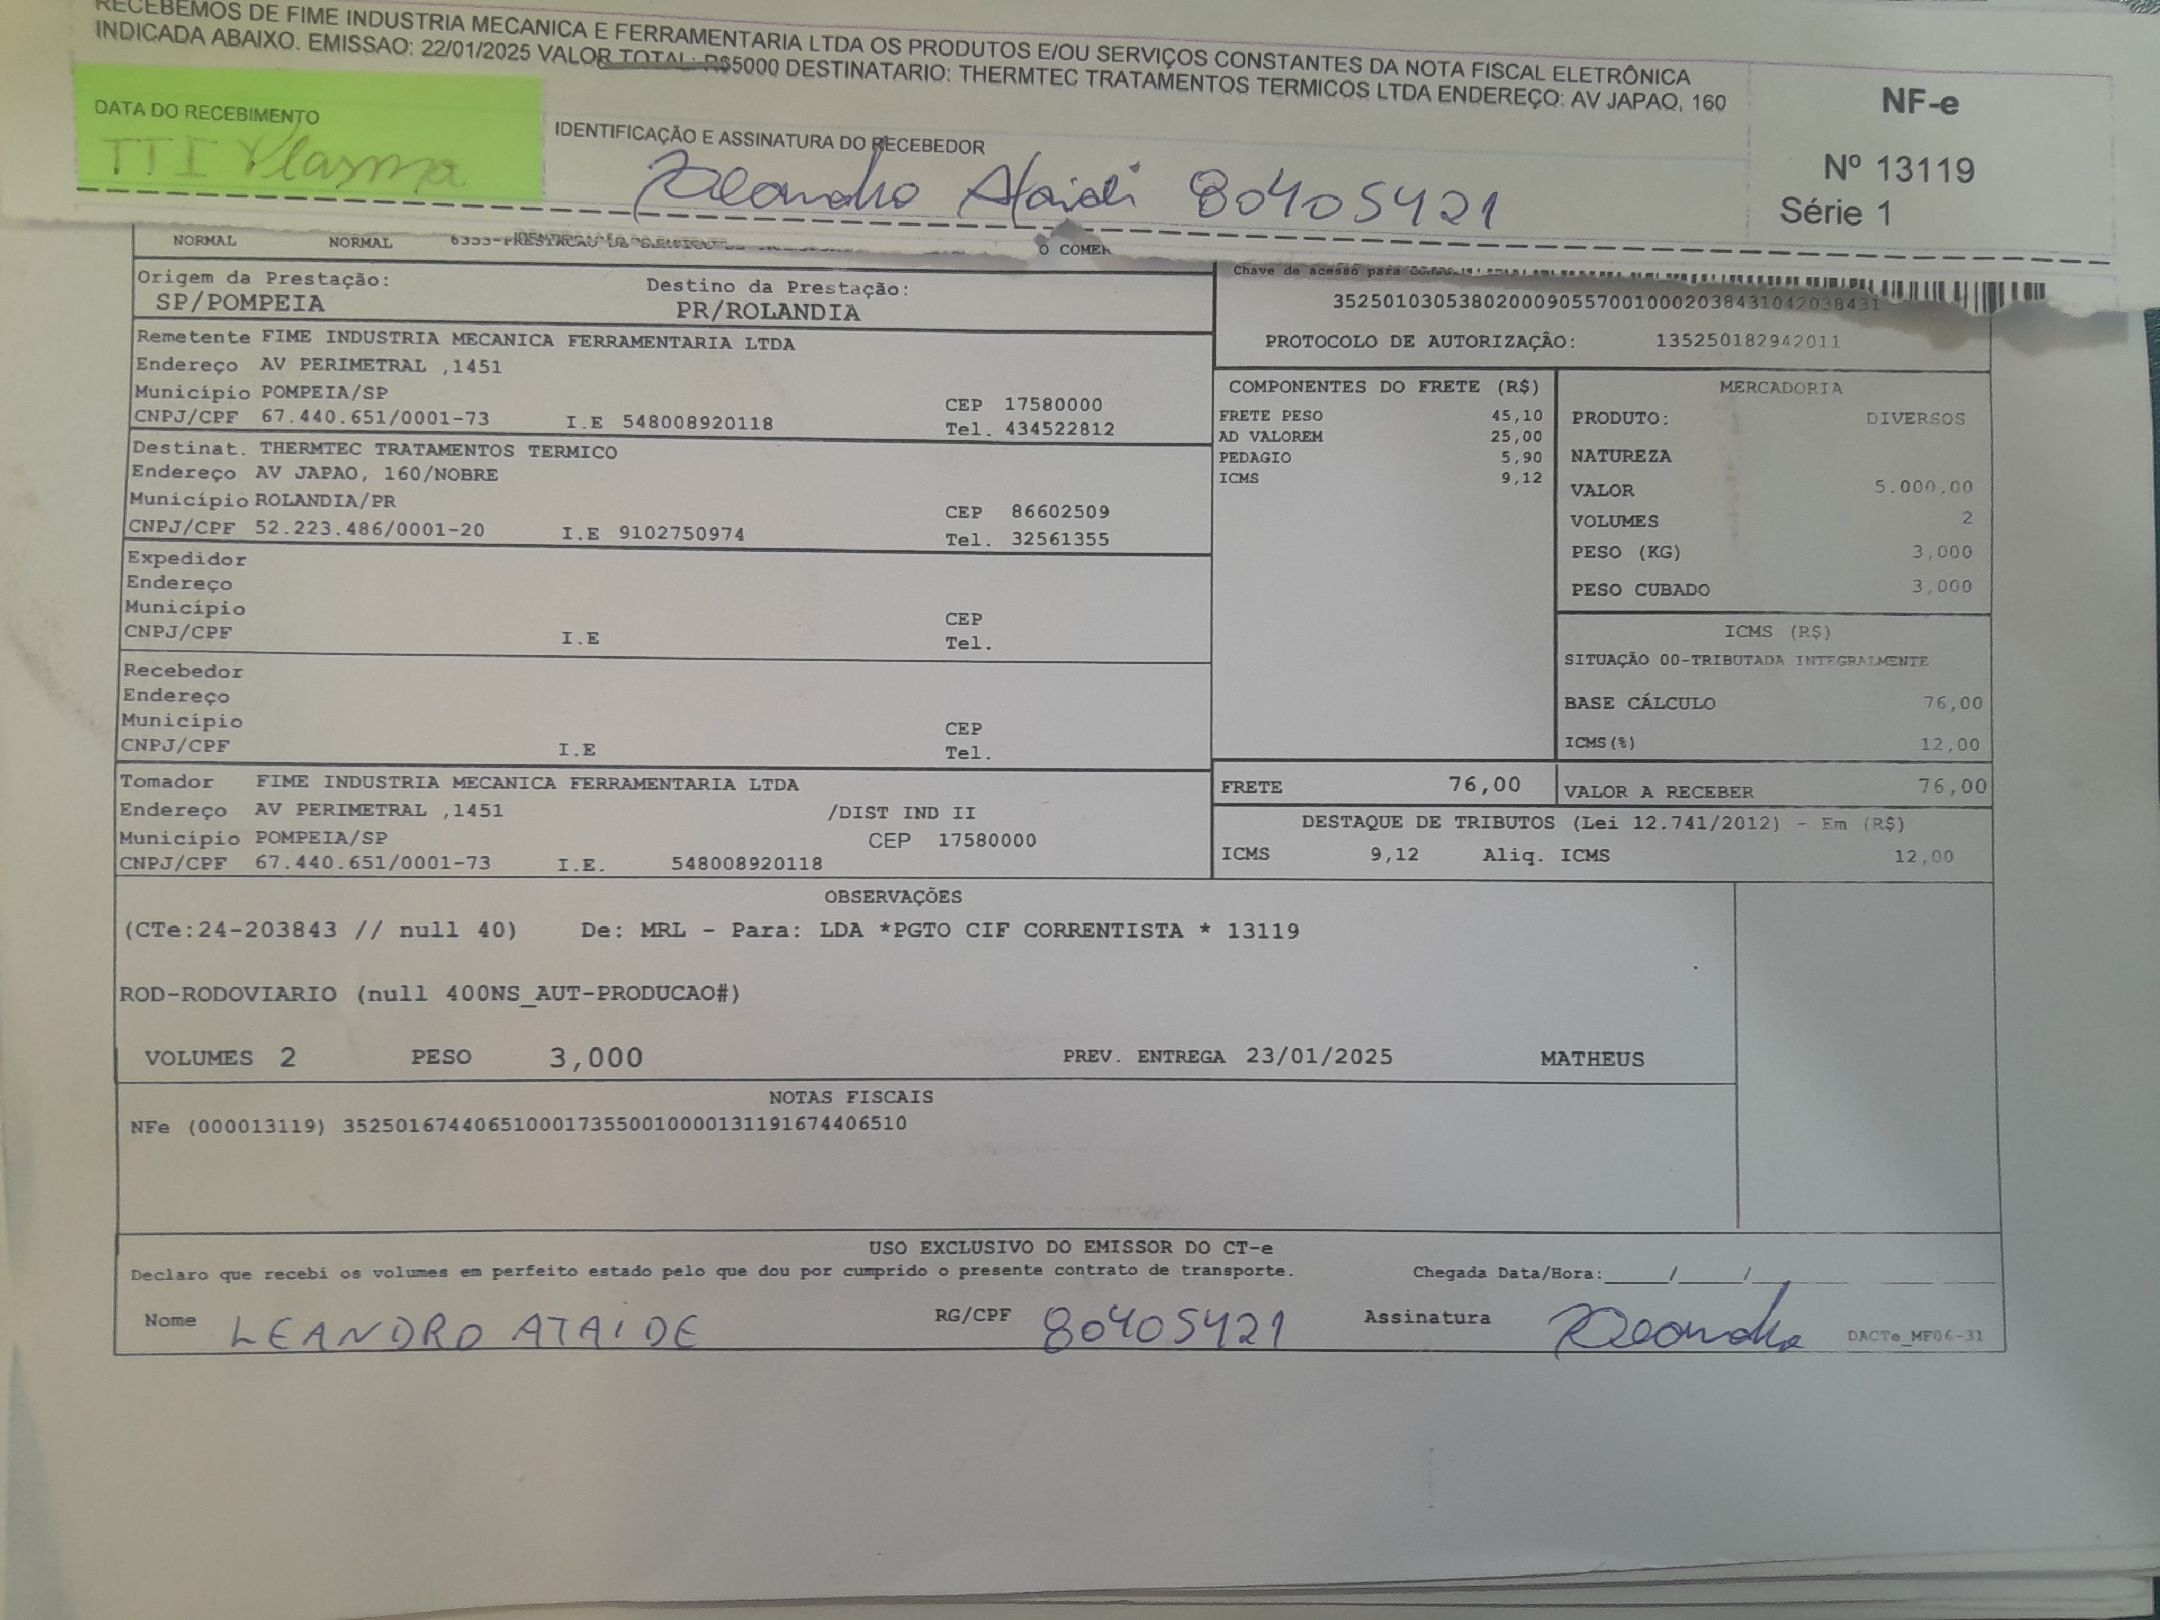 RECEBEMOS DE FIME INDUSTRIA MECANICA E FERRAMENTARIA LTDA OS PRODUTOS E/OU SERVIÇOS CONSTANTES DA NOTA FISCAL ELETRÔNICA
INDICADA ABAIXO. EMISSAO: 22/01/2025 VALOR TOTAL: R$5000 DESTINATARIO: THERMTEC TRATAMENTOS TERMICOS LTDA ENDEREÇO: AV JAPAO, 160
NF-e
Nº 13119
Série 1
DATA DO RECEBIMENTO
TTI Plasma
IDENTIFICAÇÃO E ASSINATURA DO RECEBEDOR
Leandro Ataide 80405421
NORMAL NORMAL
O COMER
Origem da Prestação:
SP/POMPEIA
Destino da Prestação:
PR/ROLANDIA
Chave de acesso para
35250103053802000905570010002038431042038431
PROTOCOLO DE AUTORIZAÇÃO: 135250182942011
Remetente FIME INDUSTRIA MECANICA FERRAMENTARIA LTDA
Endereço AV PERIMETRAL ,1451
Município POMPEIA/SP CEP 17580000
CNPJ/CPF 67.440.651/0001-73 I.E 548008920118 Tel. 434522812
Destinat. THERMTEC TRATAMENTOS TERMICO
Endereço AV JAPAO, 160/NOBRE
Município ROLANDIA/PR CEP 86602509
CNPJ/CPF 52.223.486/0001-20 I.E 9102750974 Tel. 32561355
Expedidor
Endereço
Município CEP
CNPJ/CPF I.E Tel.
Recebedor
Endereço
Município CEP
CNPJ/CPF I.E Tel.
Tomador FIME INDUSTRIA MECANICA FERRAMENTARIA LTDA
Endereço AV PERIMETRAL ,1451 /DIST IND II
Município POMPEIA/SP CEP 17580000
CNPJ/CPF 67.440.651/0001-73 I.E. 548008920118
COMPONENTES DO FRETE (R$)
FRETE PESO 45,10
AD VALOREM 25,00
PEDAGIO 5,90
ICMS 9,12
MERCADORIA
PRODUTO: DIVERSOS
NATUREZA
VALOR 5.000,00
VOLUMES 2
PESO (KG) 3,000
PESO CUBADO 3,000
ICMS (R$)
SITUAÇÃO 00-TRIBUTADA INTEGRALMENTE
BASE CÁLCULO 76,00
ICMS(%) 12,00
FRETE 76,00 VALOR A RECEBER 76,00
DESTAQUE DE TRIBUTOS (Lei 12.741/2012) - Em (R$)
ICMS 9,12 Aliq. ICMS 12,00
OBSERVAÇÕES
(CTe:24-203843 // null 40) De: MRL - Para: LDA *PGTO CIF CORRENTISTA * 13119
ROD-RODOVIARIO (null 400NS_AUT-PRODUCAO#)
VOLUMES 2 PESO 3,000 PREV. ENTREGA 23/01/2025 MATHEUS
NOTAS FISCAIS
NFe (000013119) 35250167440651000173550010000131191674406510
USO EXCLUSIVO DO EMISSOR DO CT-e
Declaro que recebi os volumes em perfeito estado pelo que dou por cumprido o presente contrato de transporte. Chegada Data/Hora:____/____/____
Nome LEANDRO ATAIDE RG/CPF 80405421 Assinatura Leandro DACTe_MF06-31